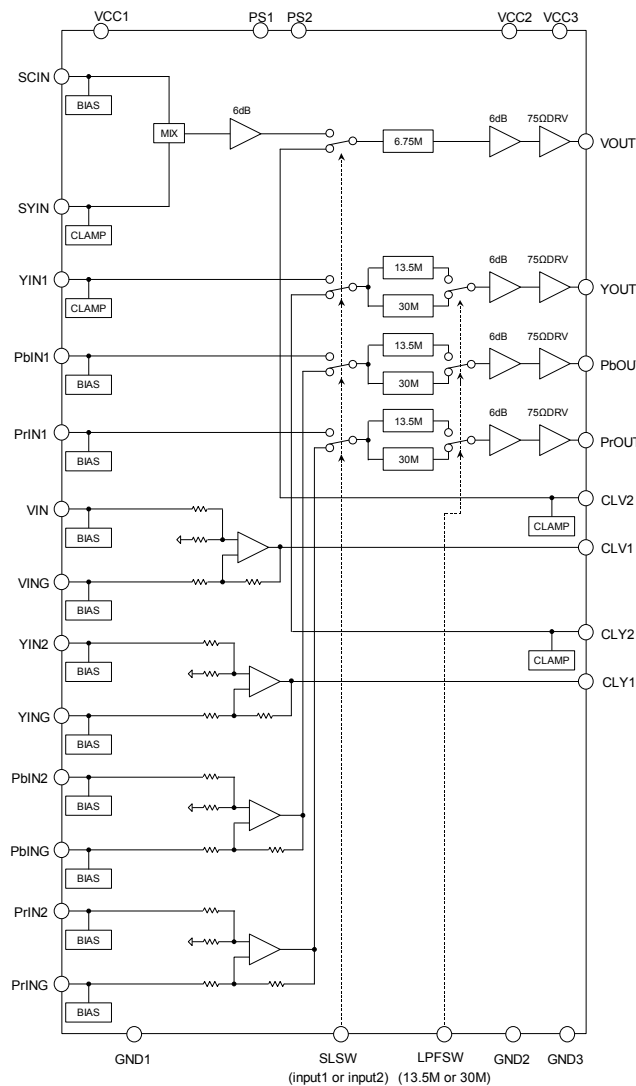 VCC1 PS1 PS2 VCC2 VCC3
SCIN
BIAS
6dB
MIX
6.75M
6dB 75ΩDRV
VOUT
SYIN
CLAMP
YIN1
CLAMP
13.5M
30M
6dB 75ΩDRV
YOUT
PbIN1
BIAS
13.5M
30M
6dB 75ΩDRV
PbOUT
PrIN1
BIAS
13.5M
30M
6dB 75ΩDRV
PrOUT
VIN
BIAS
CLV2
CLAMP
CLV1
VING
BIAS
YIN2
BIAS
CLY2
CLAMP
CLY1
YING
BIAS
PbIN2
BIAS
PbING
BIAS
PrIN2
BIAS
PrING
BIAS
GND1 SLSW LPFSW GND2 GND3
(input1 or input2) (13.5M or 30M)